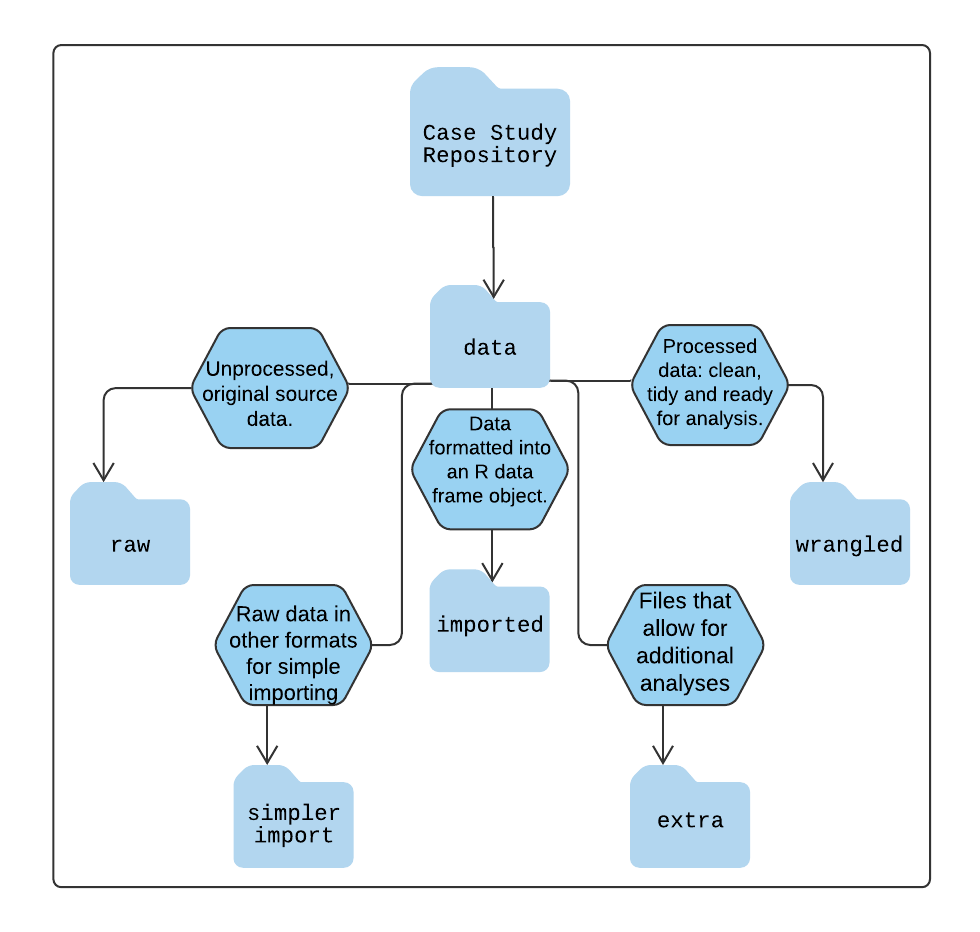 Case Study
Repository
data
Unprocessed,
original source
data.
Processed
data: clean,
tidy and ready
for analysis.
Data
formatted into
an R data
frame object.
raw
wrangled
imported
Raw data in
other formats
for simple
importing
Files that
allow for
additional
analyses
simpler
import
extra